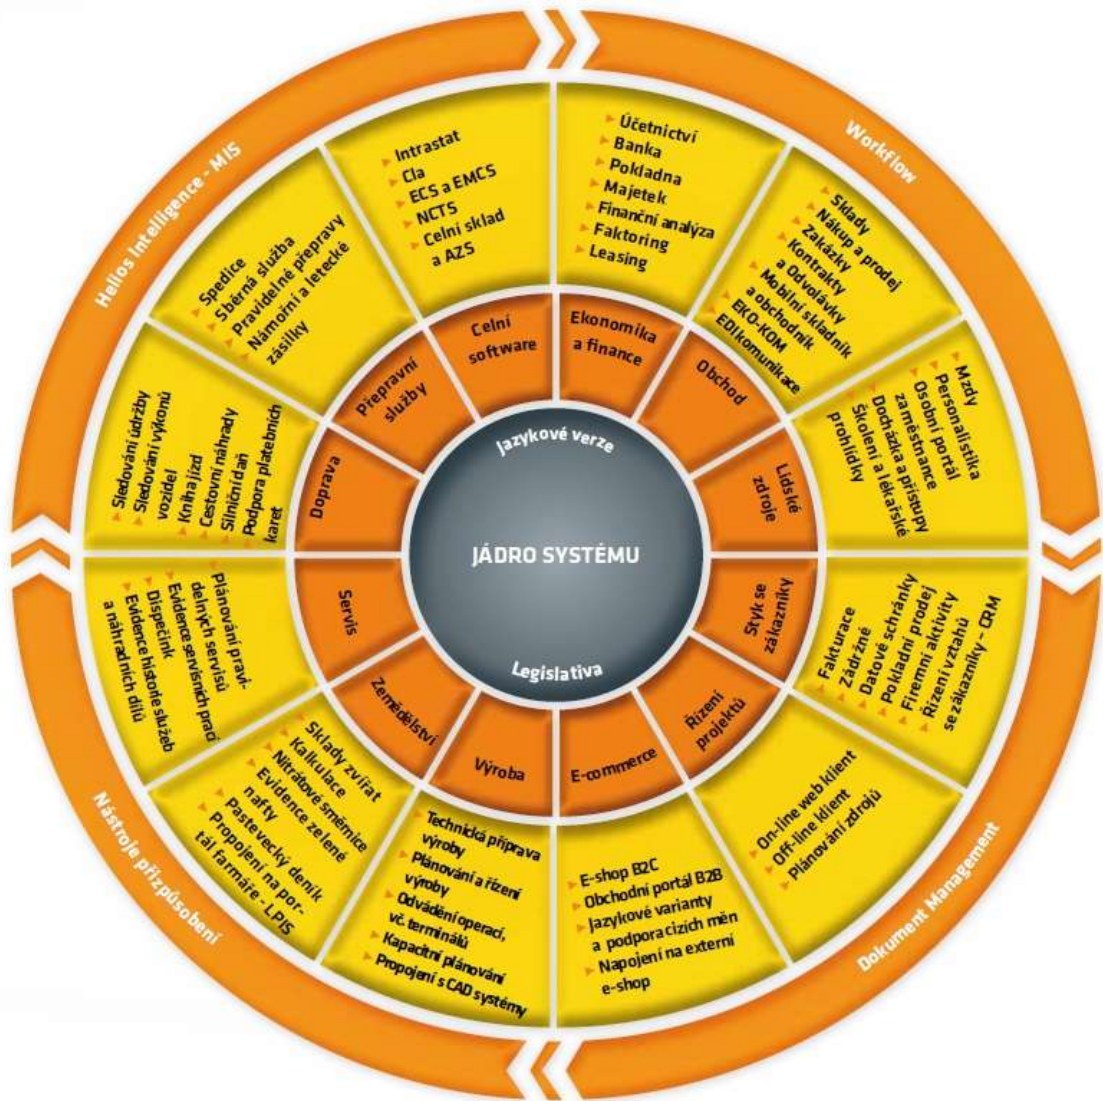 Helios Intelligence - MIS
Workflow
Dokument Management
Nástroje přizpůsobení
Jazykové verze
JÁDRO SYSTÉMU
Legislativa
Ekonomika
a finance
Účetnictví
Banka
Pokladna
Majetek
Finanční analýza
Faktoring
Leasing
Obchod
Sklady
Nákup a prodej
Zakázky
Kontrakty
a Odvolávky
Mobilní skladník
a obchodník
EKO-KOM
EDI komunikace
Lidské
zdroje
Mzdy
Personalistika
Osobní portál
zaměstnance
Docházka a přístupy
Školení a lékařské
prohlídky
Styk se
zákazníky
Fakturace
Zádržné
Datové schránky
Pokladní prodej
Firemní aktivity
Řízení vztahů
se zákazníky - CRM
Řízení
projektů
On-line web klient
Off-line klient
Plánování zdrojů
E-commerce
E-shop B2C
Obchodní portál B2B
Jazykové varianty
a podpora cizích měn
Napojení na externí
e-shop
Výroba
Technická příprava
výroby
Plánování a řízení
výroby
Odvádění operací,
vč. terminálů
Kapacitní plánování
Propojení s CAD systémy
Zemědělství
Sklady zvířat
Kalkulace
Nitrátové směrnice
Evidence zelené
nafty
Pastevecký deník
Propojení na por-
tál farmáře - LPIS
Servis
Plánování pravi-
delných servisů
Evidence servisních prací
Dispečink
Evidence historie služeb
a náhradních dílů
Doprava
Sledování údržby
Sledování výkonů
vozidel
Kniha jízd
Cestovní náhrady
Silniční daň
Podpora platebních
karet
Přepravní
služby
Spedice
Sběrná služba
Pravidelné přepravy
Námořní a letecké
zásilky
Celní
software
Intrastat
Cla
ECS a EMCS
NCTS
Celní sklad
a AZS